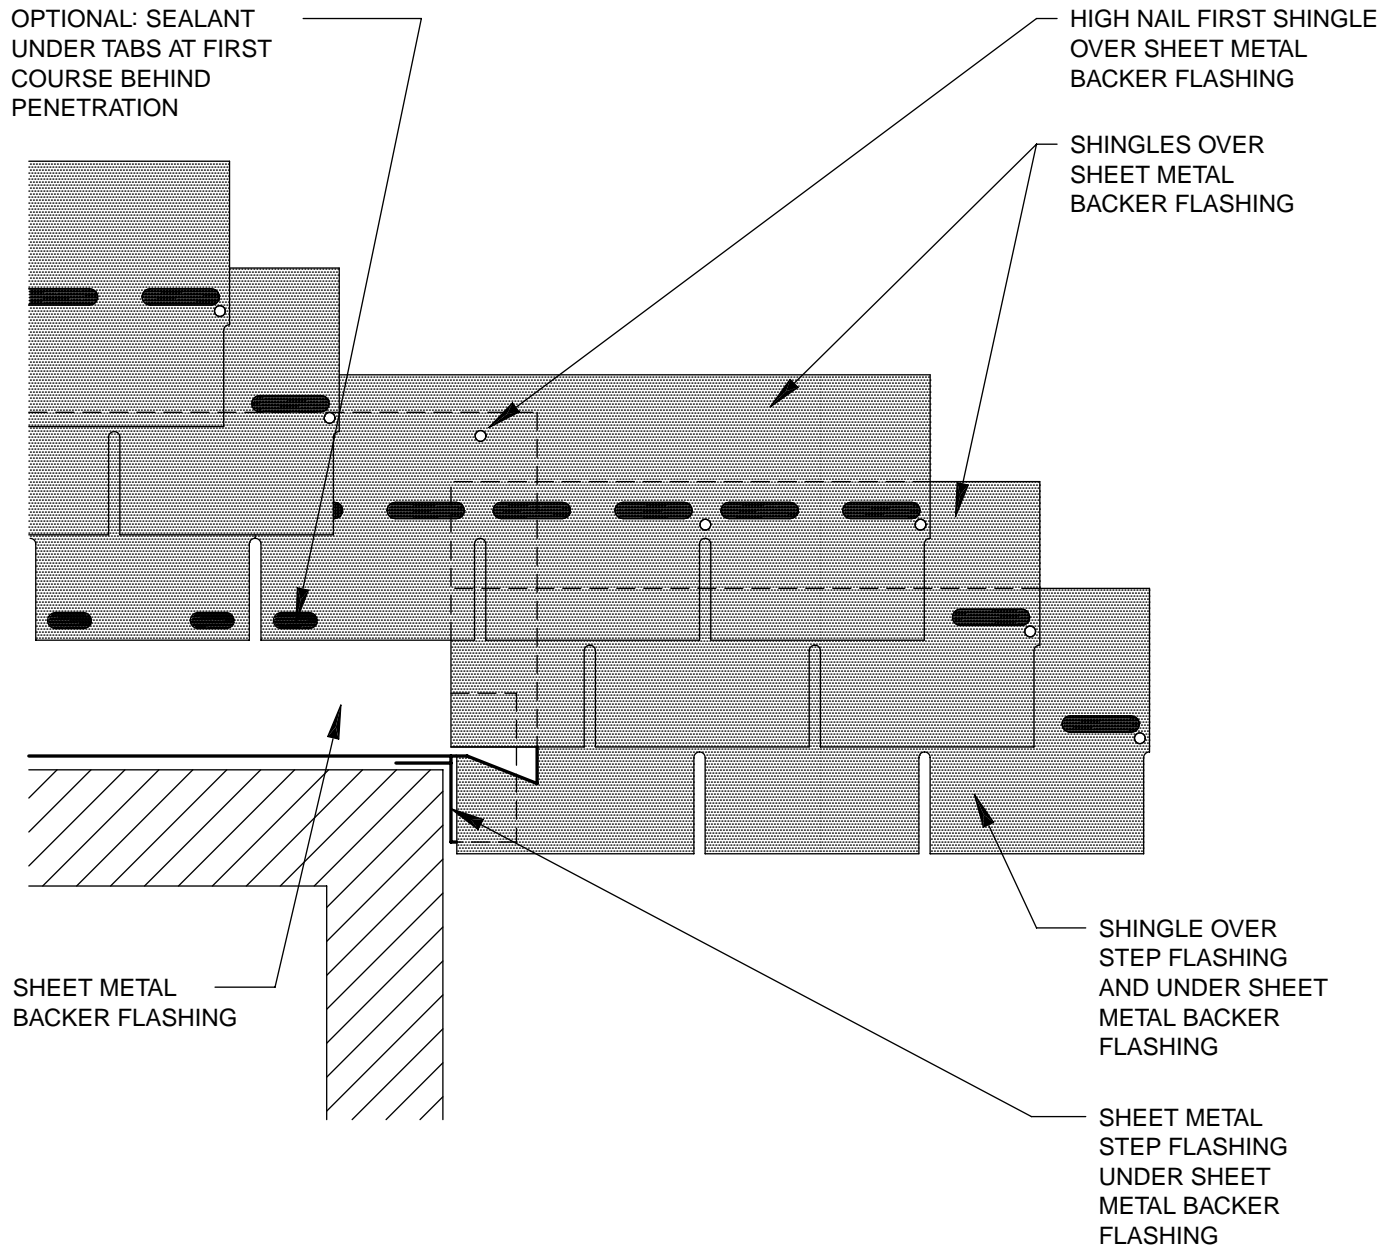 OPTIONAL: SEALANT
UNDER TABS AT FIRST
COURSE BEHIND
PENETRATION
HIGH NAIL FIRST SHINGLE
OVER SHEET METAL
BACKER FLASHING
SHINGLES OVER
SHEET METAL
BACKER FLASHING
SHEET METAL
BACKER FLASHING
SHINGLE OVER
STEP FLASHING
AND UNDER SHEET
METAL BACKER
FLASHING
SHEET METAL
STEP FLASHING
UNDER SHEET
METAL BACKER
FLASHING